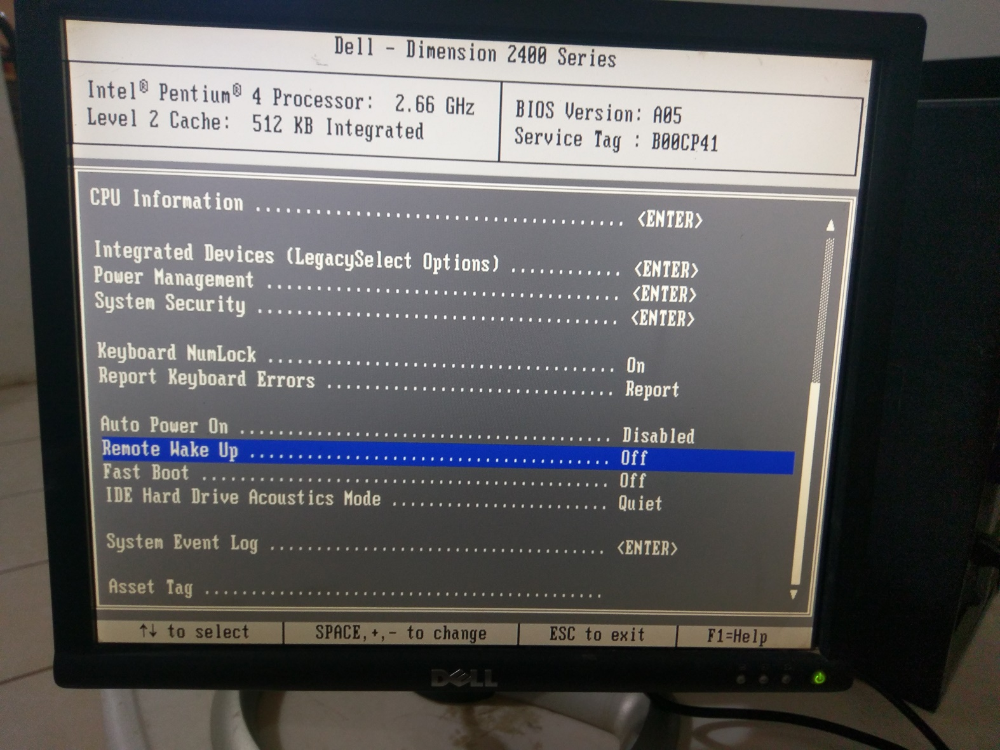 Dell - Dimension 2400 Series
Intel® Pentium® 4 Processor: 2.66 GHz
Level 2 Cache: 512 KB Integrated
BIOS Version: A05
Service Tag : B00CP41
CPU Information ..................................... <ENTER>
Integrated Devices (LegacySelect Options) ............ <ENTER>
Power Management .................................... <ENTER>
System Security ..................................... <ENTER>
Keyboard NumLock .................................... On
Report Keyboard Errors .............................. Report
Auto Power On ....................................... Disabled
Remote Wake Up ...................................... Off
Fast Boot ........................................... Off
IDE Hard Drive Acoustics Mode ....................... Quiet
System Event Log .................................... <ENTER>
Asset Tag ...........................................
↑↓ to select
SPACE,+,- to change
ESC to exit
F1=Help
DELL